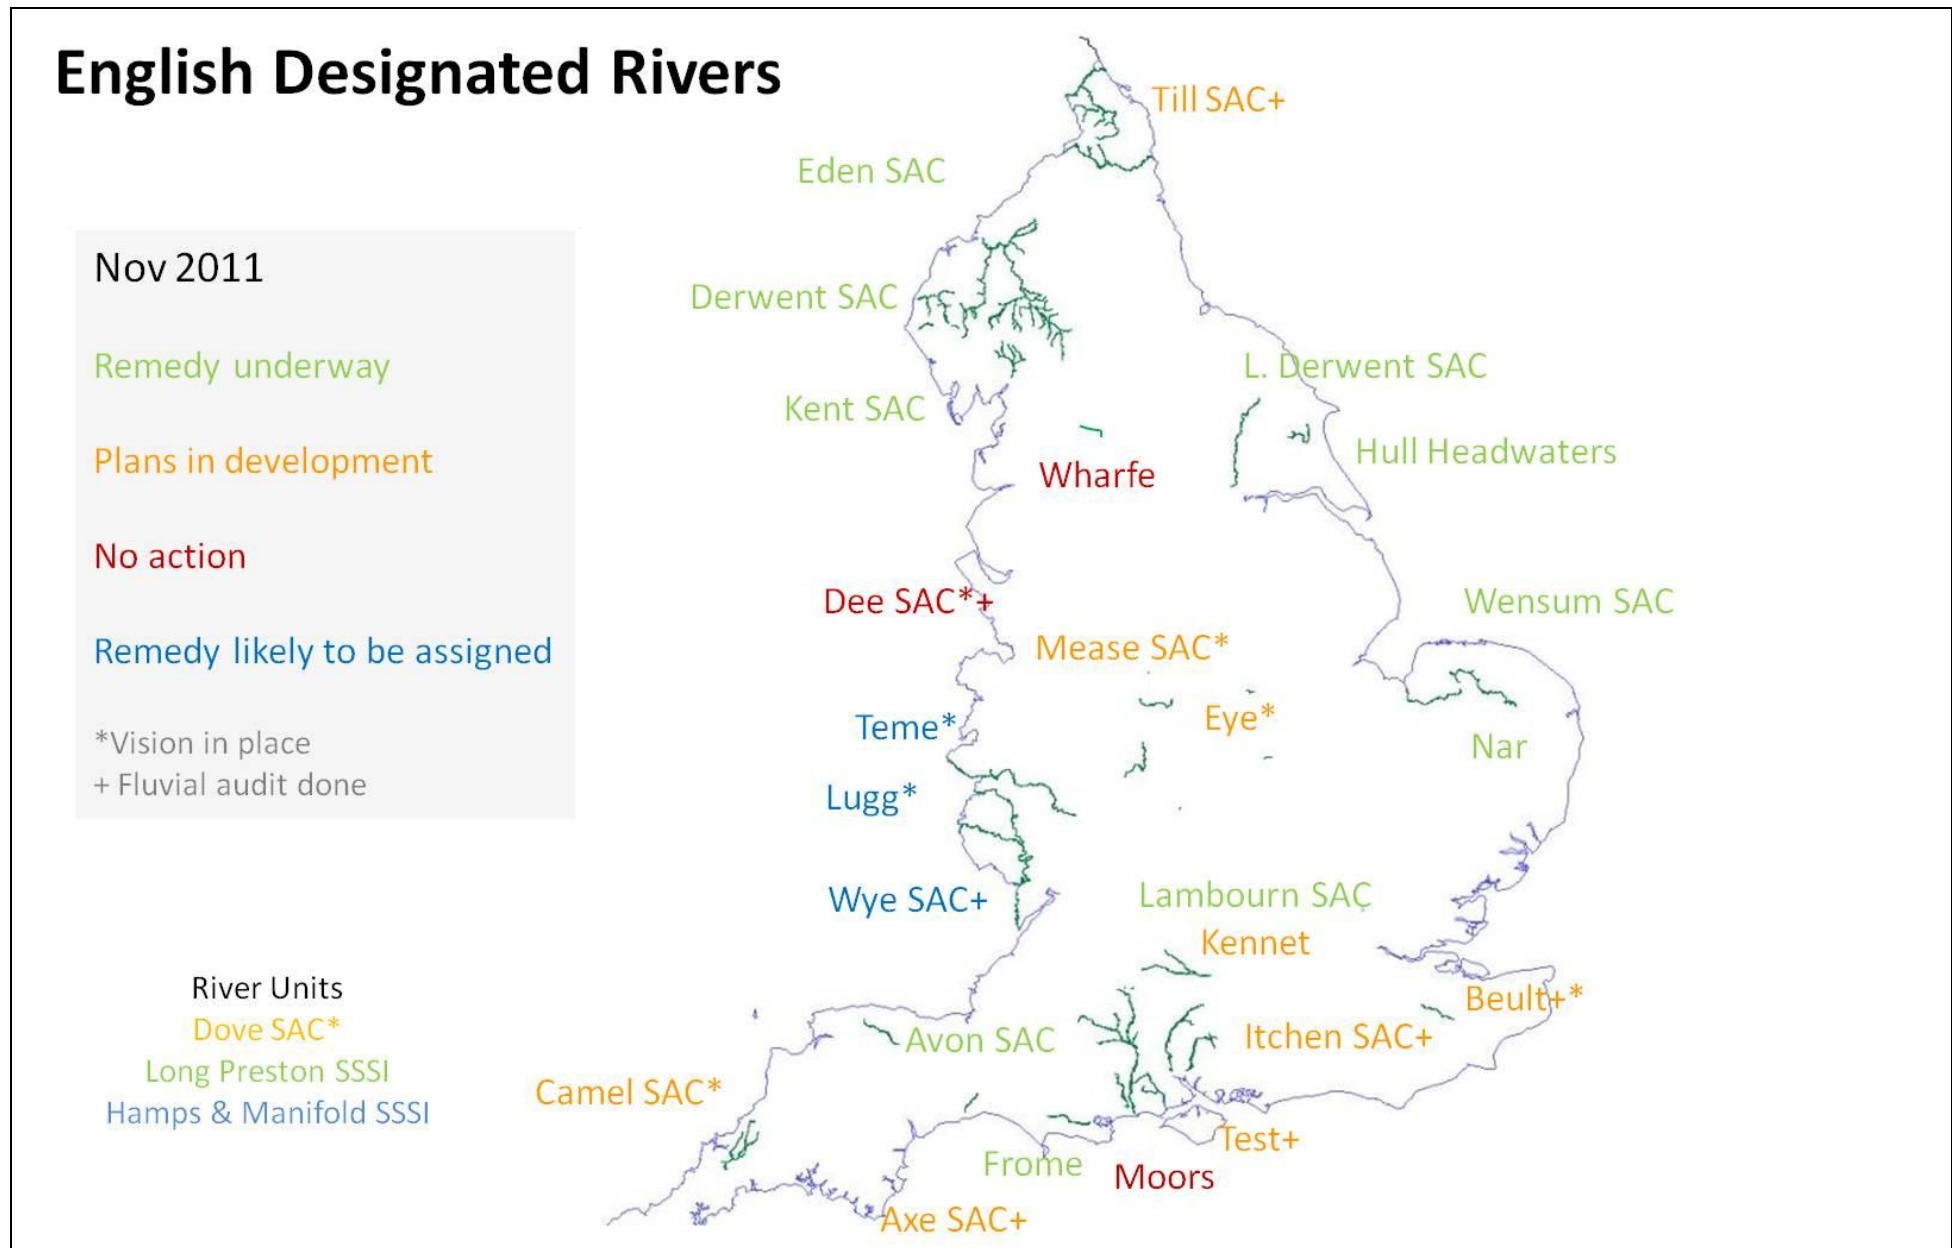 English Designated Rivers
Till SAC+
Eden SAC
Nov 2011
Derwent SAC
Remedy underway
L. Derwent SAC
Kent SAC
Hull Headwaters
Plans in development
Wharfe
No action
Dee SAC*+
Wensum SAC
Remedy likely to be assigned
Mease SAC*
Eye*
Teme*
*Vision in place
Nar
+ Fluvial audit done
Lugg*
Lambourn SAC
Wye SAC+
Kennet
River Units
Beult+*
Dove SAC*
Avon SAC
Itchen SAC+
Long Preston SSSI
Camel SAC*
Hamps & Manifold SSSI
Test+
Frome
Moors
Axe SAC+